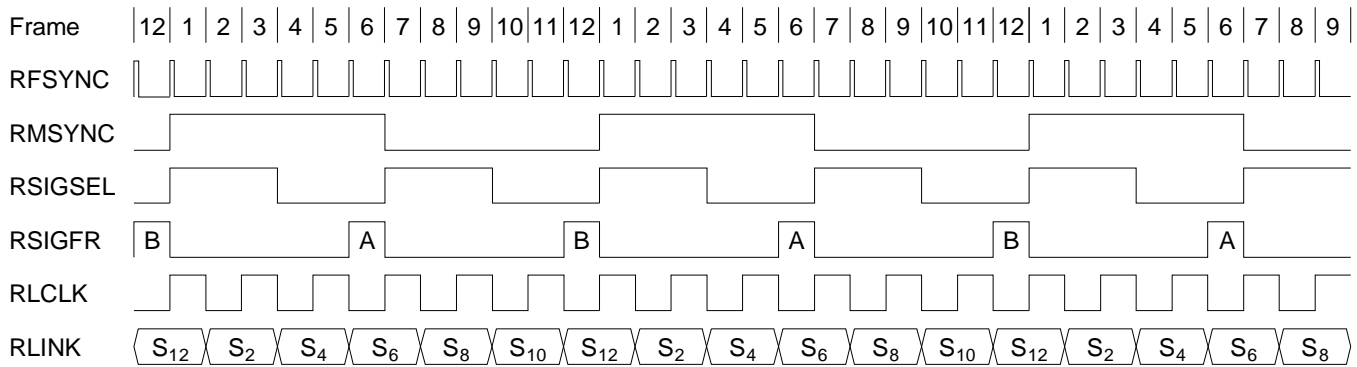 Frame 12 1 2 3 4 5 6 7 8 9 10 11 12 1 2 3 4 5 6 7 8 9 10 11 12 1 2 3 4 5 6 7 8 9
RFSYNC
RMSYNC
RSIGSEL
RSIGFR B A B A B A
RLCLK
RLINK S₁₂ S₂ S₄ S₆ S₈ S₁₀ S₁₂ S₂ S₄ S₆ S₈ S₁₀ S₁₂ S₂ S₄ S₆ S₈